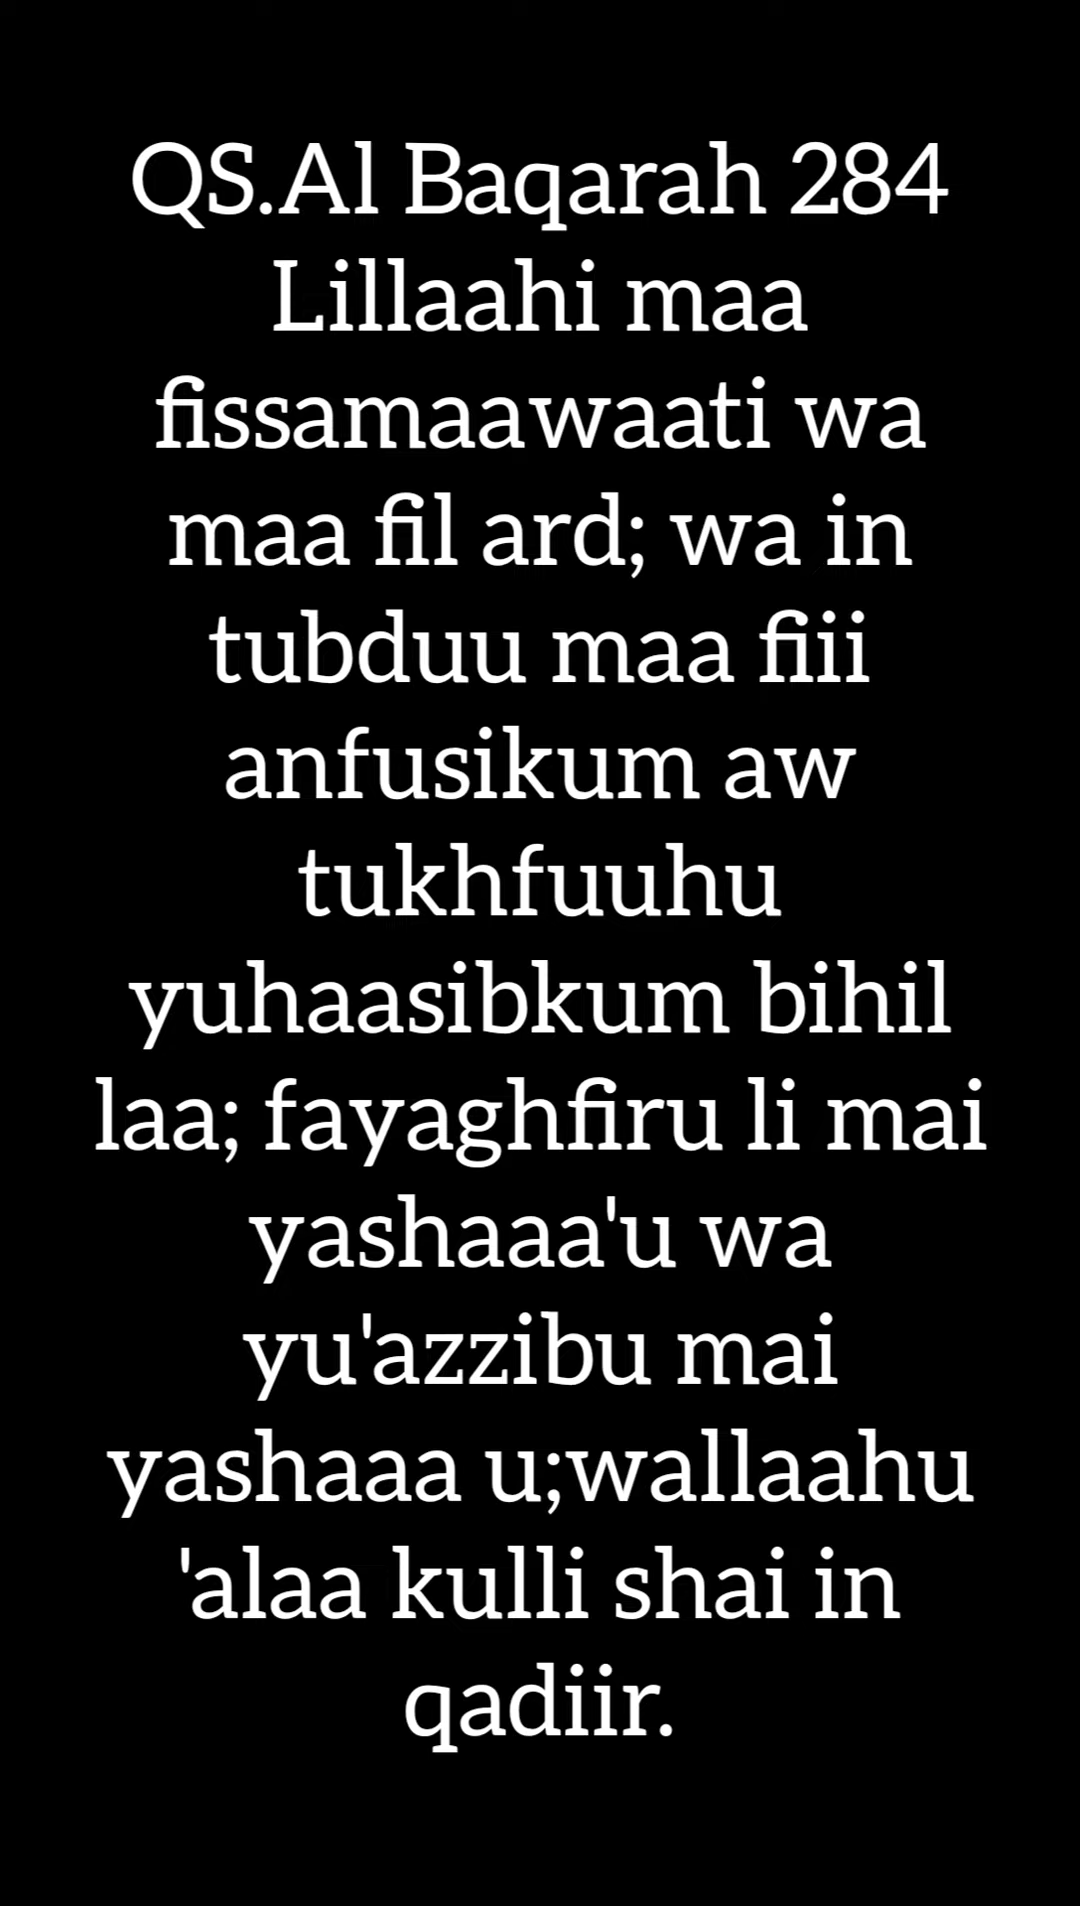 QS.Al Baqarah 284
Lillaahi maa
fissamaawaati wa
maa fil ard; wa in
tubduu maa fiii
anfusikum aw
tukhfuuhu
yuhaasibkum bihil
laa; fayaghfiru li mai
yashaaa'u wa
yu'azzibu mai
yashaaa u;wallaahu
'alaa kulli shai in
qadiir.